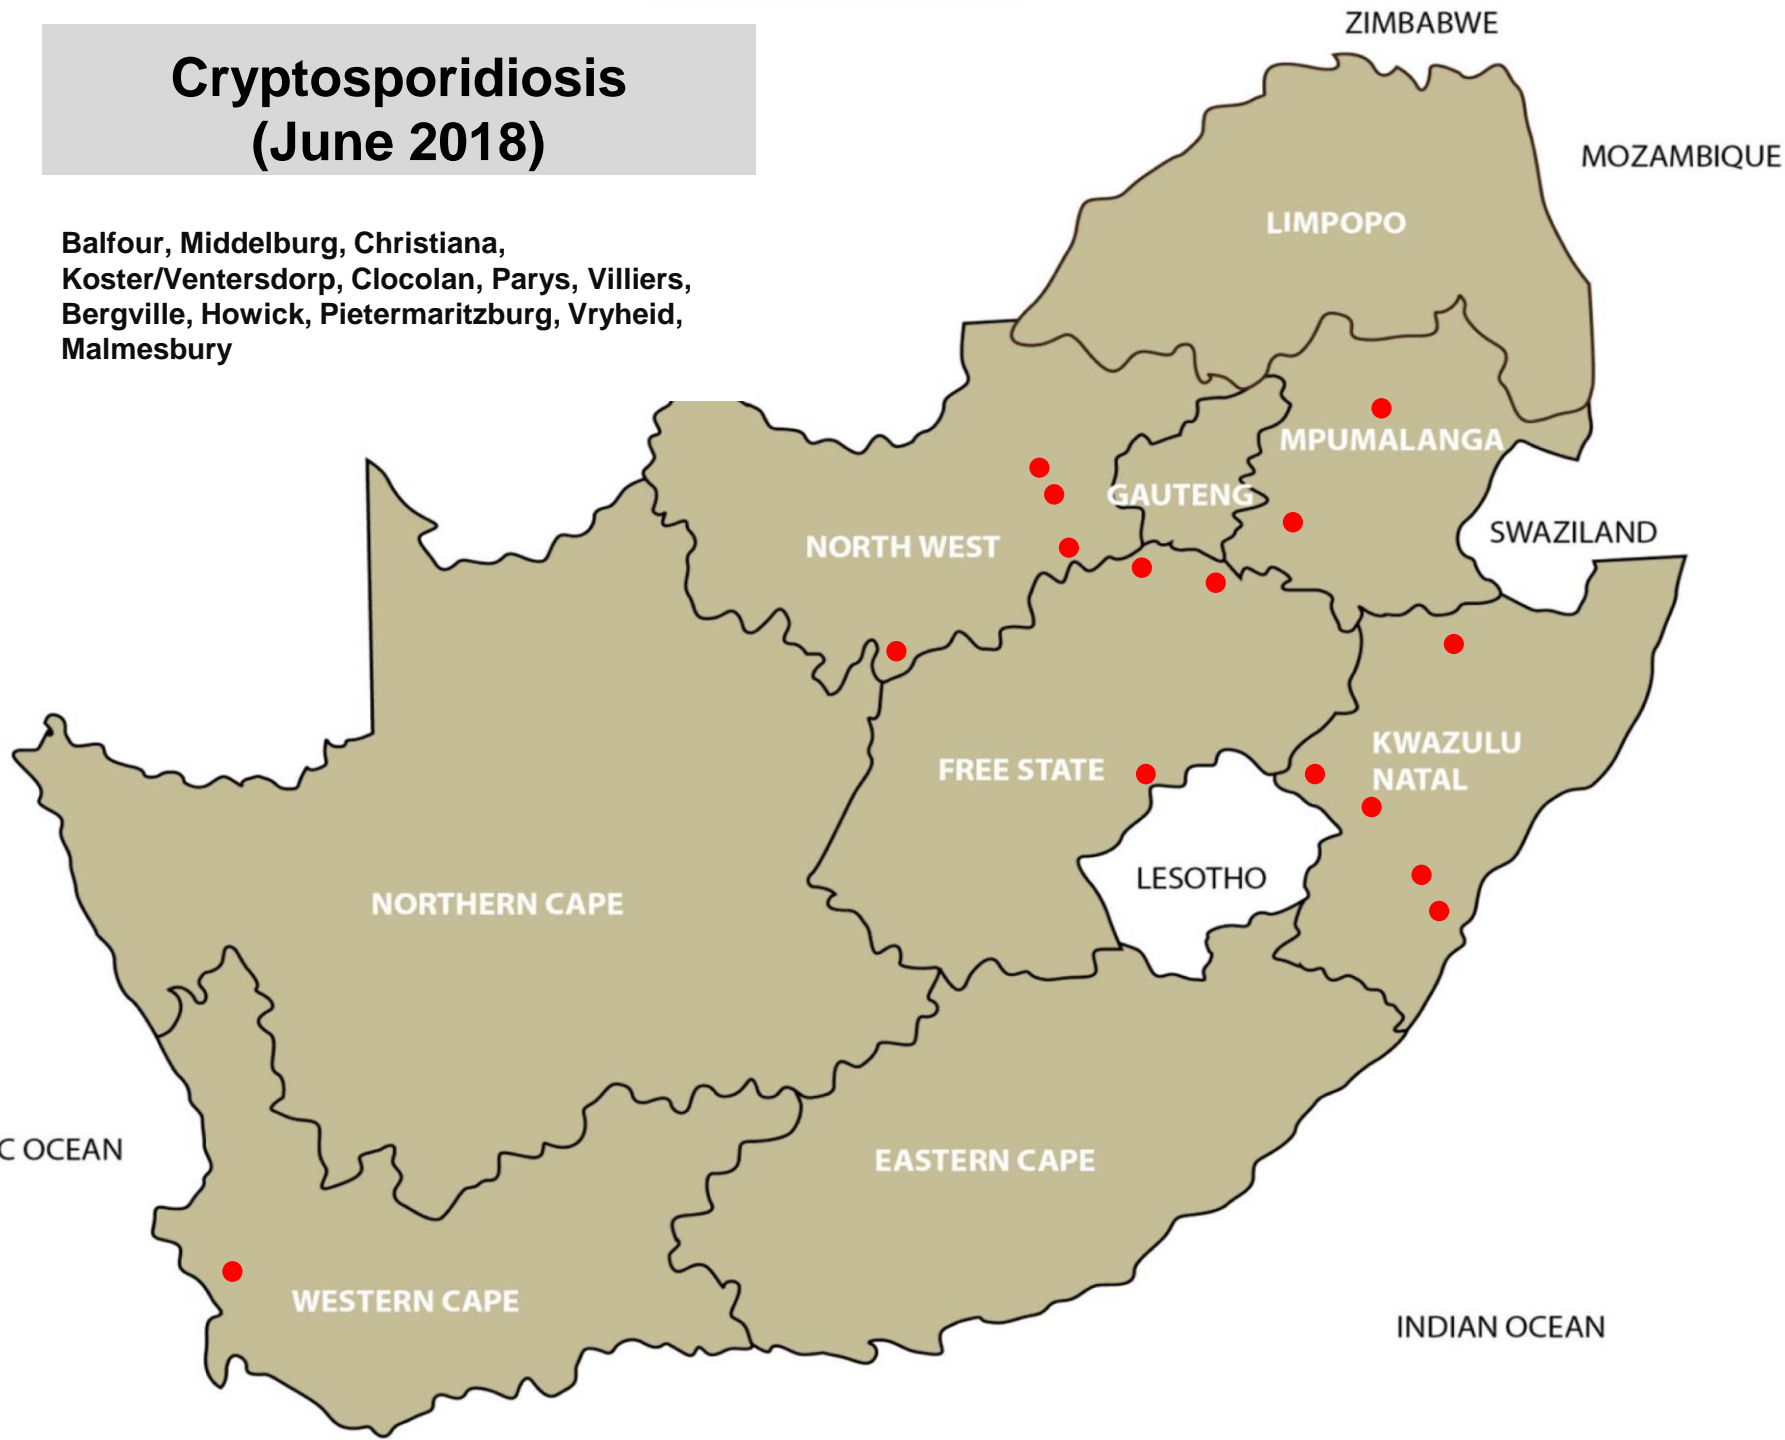 Cryptosporidiosis
(June 2018)
Balfour, Middelburg, Christiana,
Koster/Ventersdorp, Clocolan, Parys, Villiers,
Bergville, Howick, Pietermaritzburg, Vryheid,
Malmesbury
ZIMBABWE
MOZAMBIQUE
LIMPOPO
MPUMALANGA
GAUTENG
NORTH WEST
SWAZILAND
KWAZULU
NATAL
FREE STATE
LESOTHO
NORTHERN CAPE
C OCEAN
EASTERN CAPE
WESTERN CAPE
INDIAN OCEAN